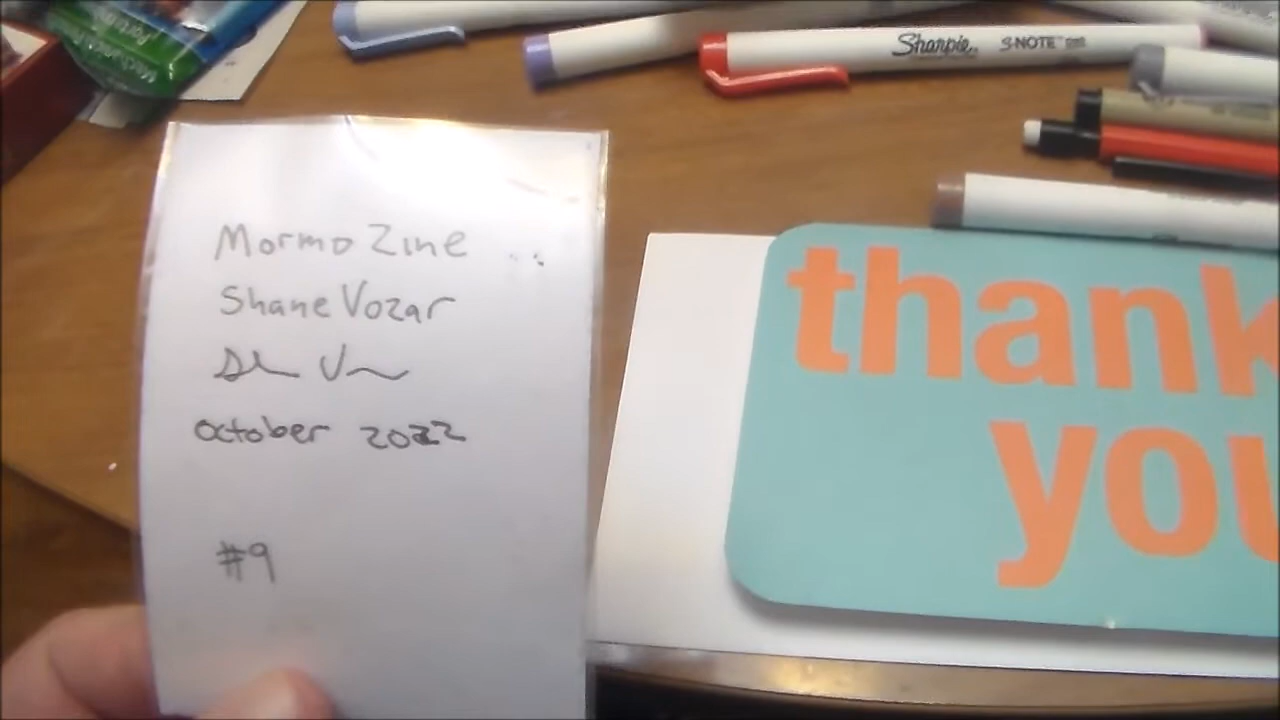 Sharpie S-NOTE
Mormo Zine ..
Shane Vozar
October 2022
#9
thank
you